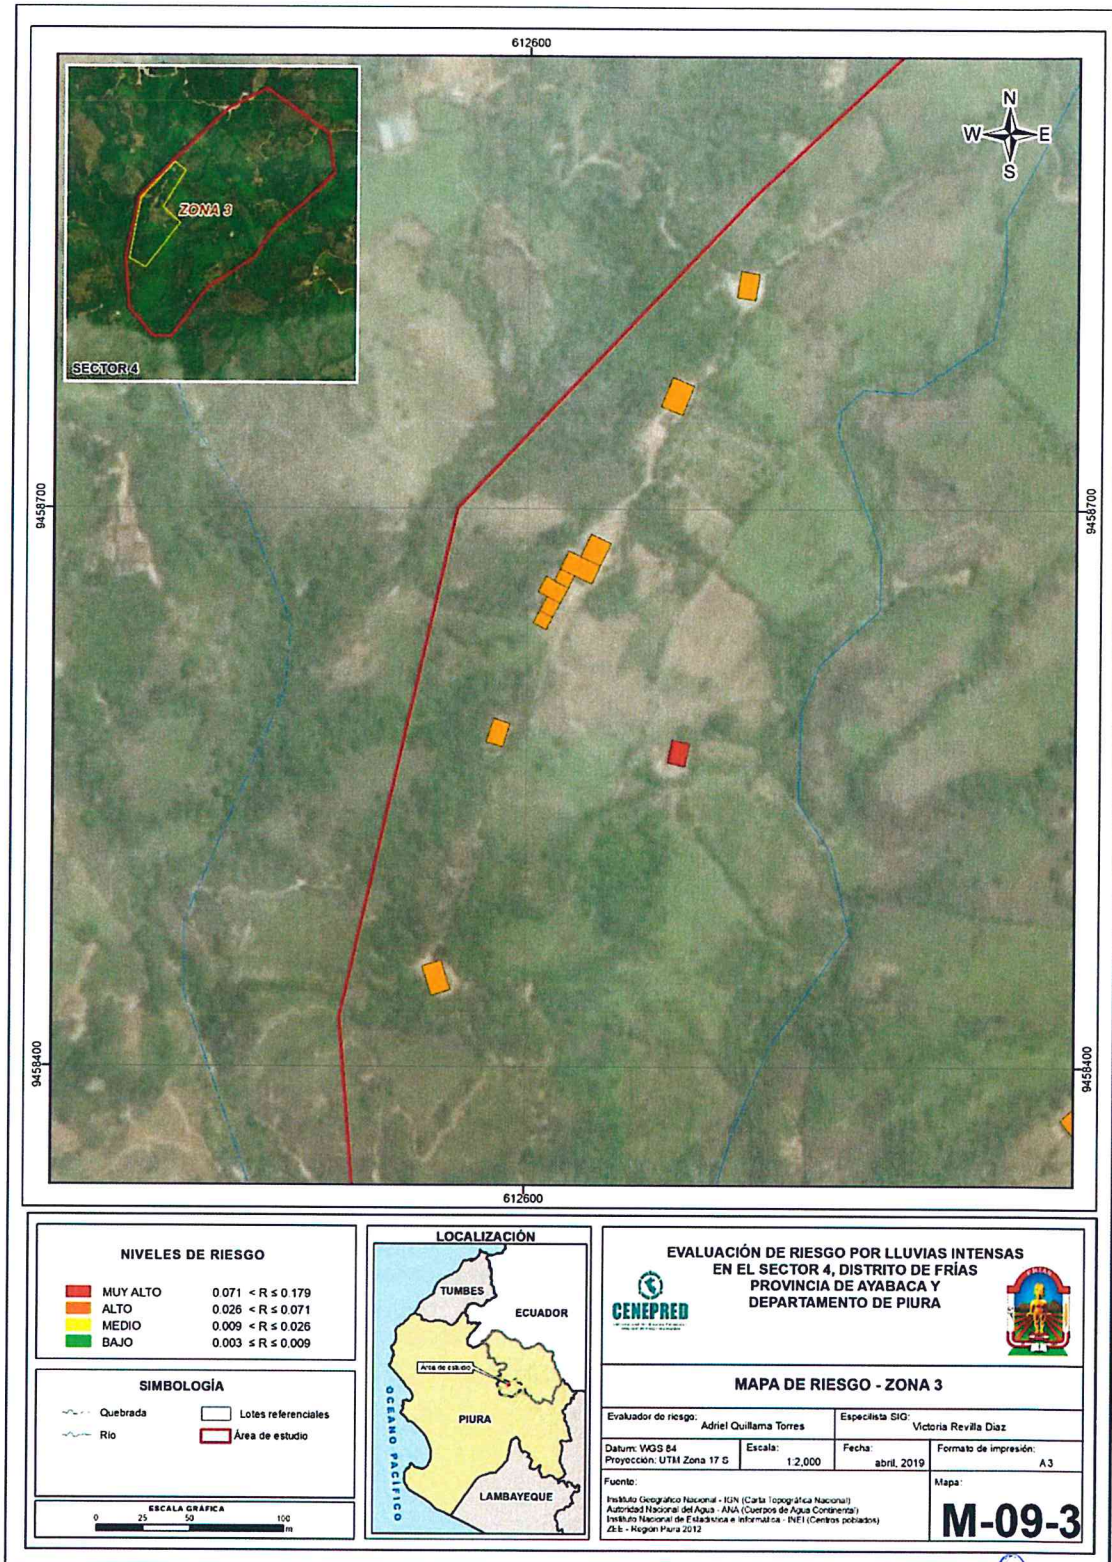 612600
N
W E
S
ZONA 3
SECTOR 4
9458700
9458700
9458400
9458400
612600
NIVELES DE RIESGO
MUY ALTO 0.071 < R ≤ 0.179
ALTO 0.026 < R ≤ 0.071
MEDIO 0.009 < R ≤ 0.026
BAJO 0.003 ≤ R ≤ 0.009
SIMBOLOGÍA
Quebrada
Lotes referenciales
Río
Área de estudio
ESCALA GRÁFICA
0 25 50 100
m
LOCALIZACIÓN
TUMBES
ECUADOR
Área de estudio
PIURA
OCEANO PACÍFICO
LAMBAYEQUE
EVALUACIÓN DE RIESGO POR LLUVIAS INTENSAS
EN EL SECTOR 4, DISTRITO DE FRÍAS
PROVINCIA DE AYABACA Y
DEPARTAMENTO DE PIURA
CENEPRED
FRIAS
MAPA DE RIESGO - ZONA 3
Evaluador de riesgo:
Adriel Quillama Torres
Especilista SIG:
Victoria Revilla Diaz
Datum: WGS 84
Proyección: UTM Zona 17 S
Escala:
1:2,000
Fecha:
abril, 2019
Formato de impresión:
A3
Fuente:
Instituto Geográfico Nacional - IGN (Carta Topográfica Nacional)
Autoridad Nacional del Agua - ANA (Cuerpos de Agua Continental)
Instituto Nacional de Estadistica e Informatica - INEI (Centros poblados)
ZEE - Región Piura 2012
Mapa:
M-09-3